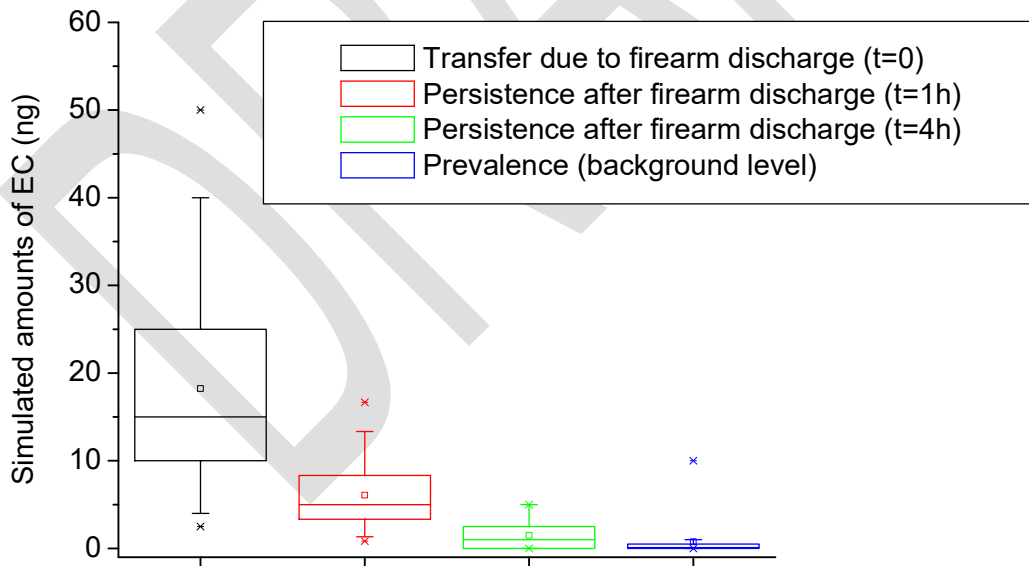 60
50
40
30
20
10
0
Simulated amounts of EC (ng)
Transfer due to firearm discharge (t=0)
Persistence after firearm discharge (t=1h)
Persistence after firearm discharge (t=4h)
Prevalence (background level)